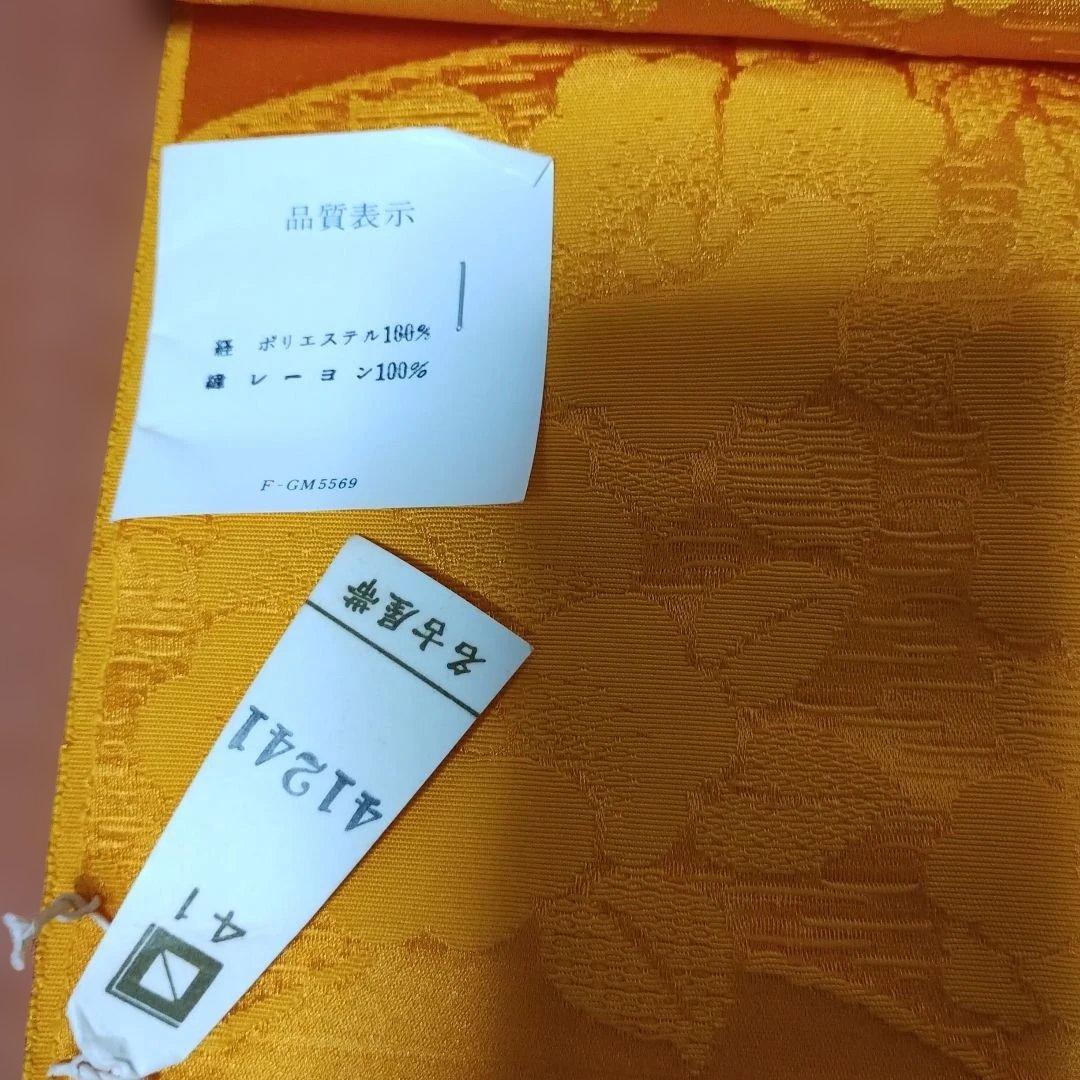 品質表示
経 ポリエステル100%
緯 レーヨン100%
F-GM5569
名古屋帯
41241
41